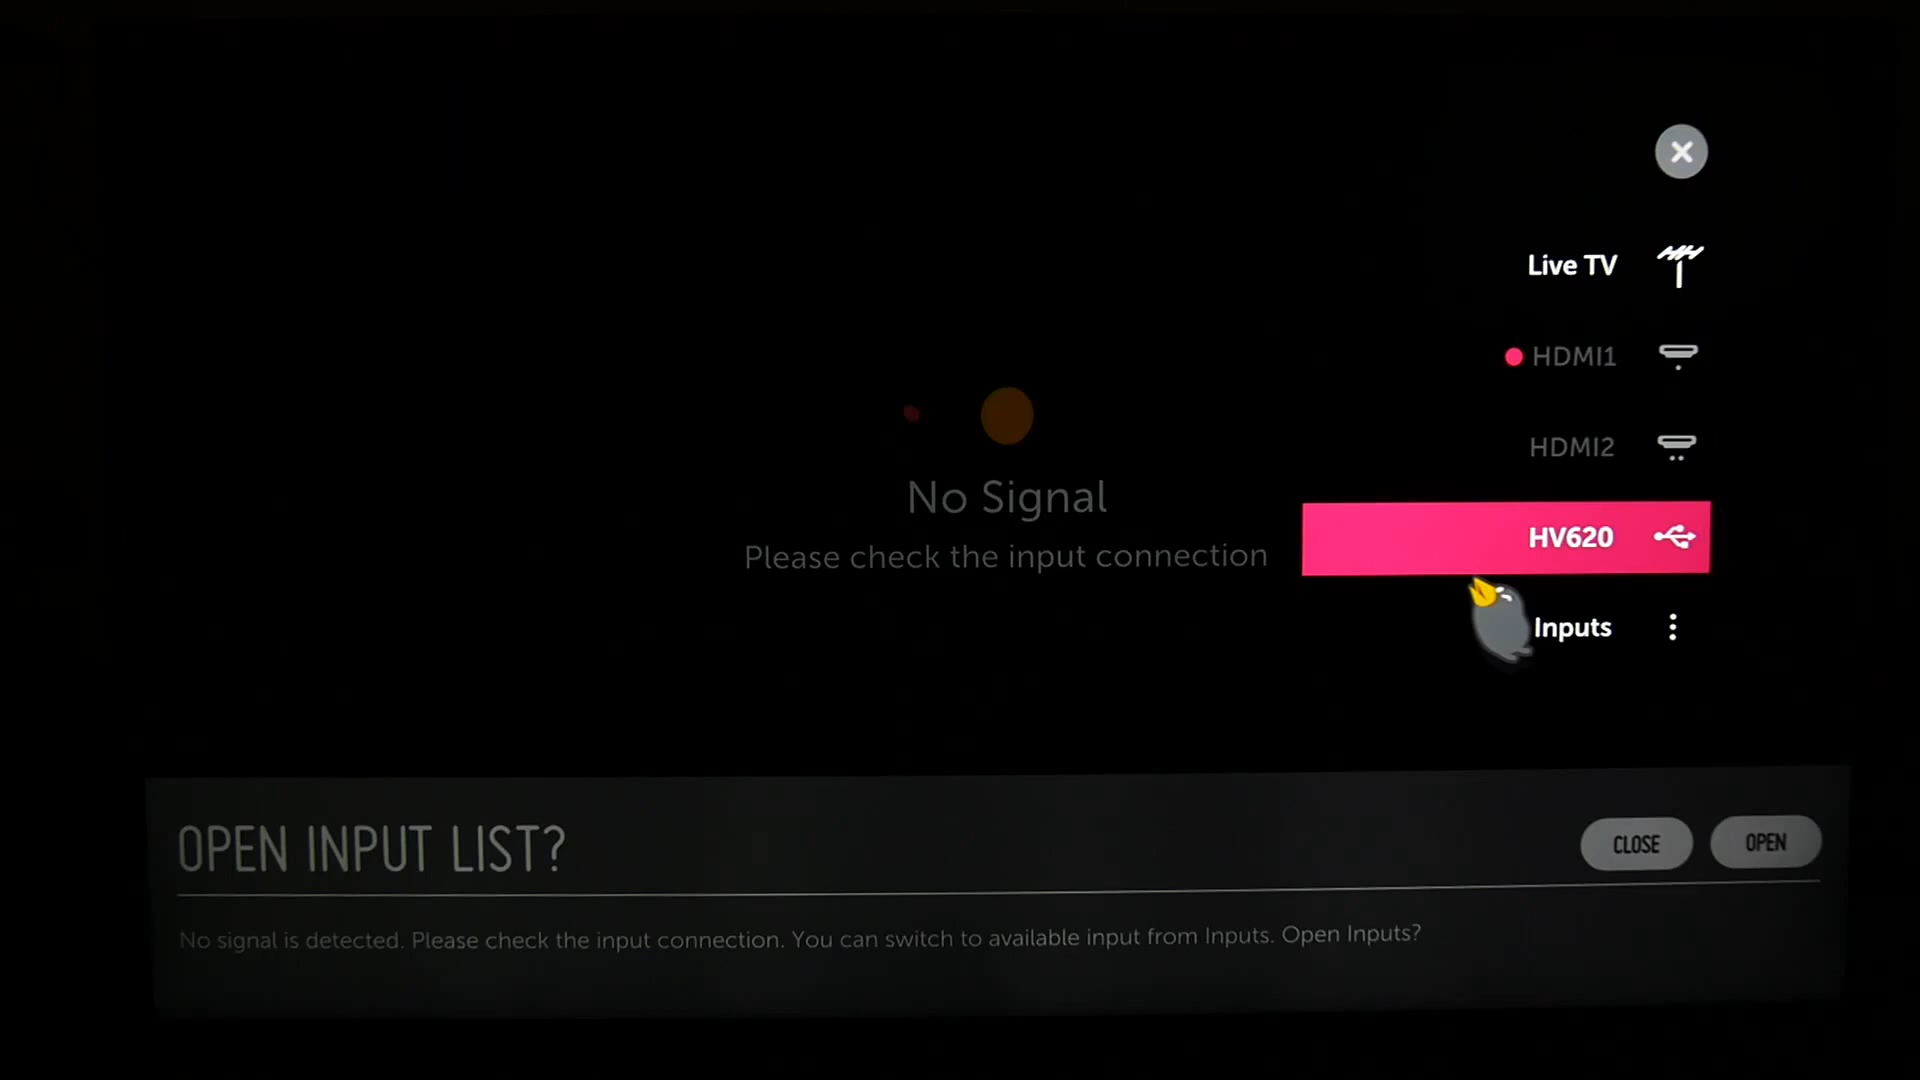 Live TV
HDMI1
HDMI2
HV620
Inputs
No Signal
Please check the input connection
OPEN INPUT LIST?
CLOSE
OPEN
No signal is detected. Please check the input connection. You can switch to available input from Inputs. Open Inputs?